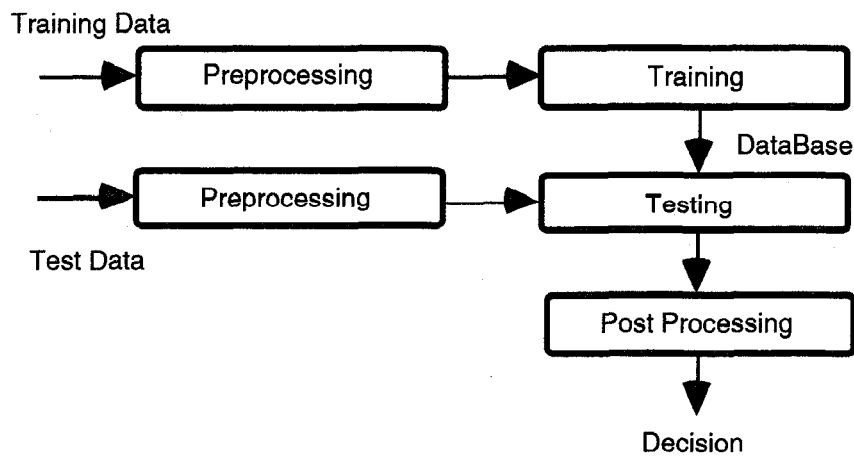 Training Data
Preprocessing
Training
DataBase
Preprocessing
Testing
Test Data
Post Processing
Decision